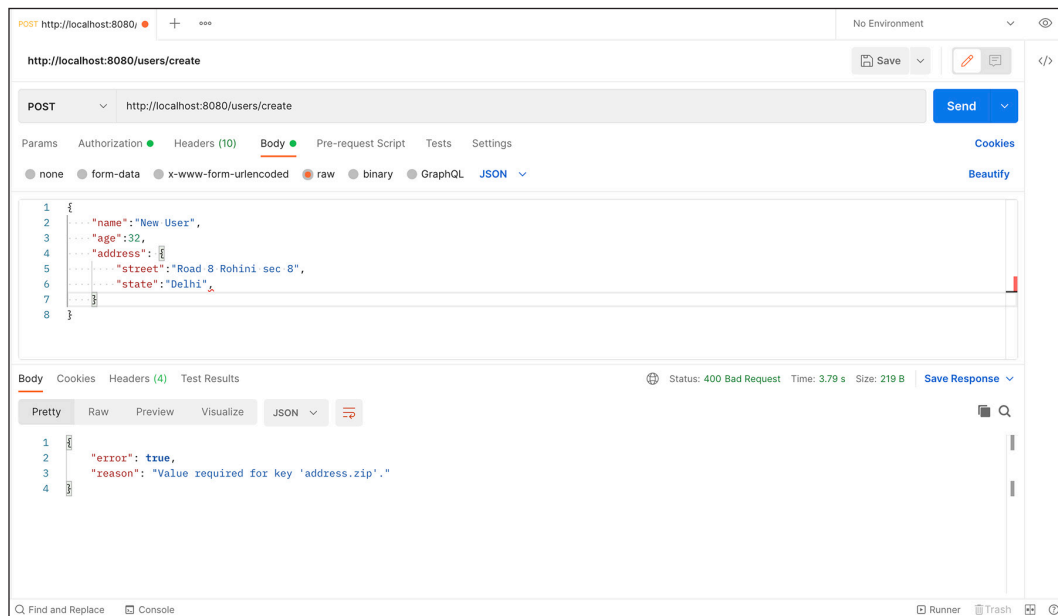 POST http://localhost:8080/ + ooo No Environment
http://localhost:8080/users/create Save </>
POST http://localhost:8080/users/create Send
Params Authorization Headers (10) Body Pre-request Script Tests Settings Cookies
none form-data x-www-form-urlencoded raw binary GraphQL JSON Beautify
1 {
2 "name":"New User",
3 "age":32,
4 "address": {
5 "street":"Road 8 Rohini sec 8",
6 "state":"Delhi",
7 }
8 }
Body Cookies Headers (4) Test Results Status: 400 Bad Request Time: 3.79 s Size: 219 B Save Response
Pretty Raw Preview Visualize JSON
1 {
2 "error": true,
3 "reason": "Value required for key 'address.zip'."
4 }
Find and Replace Console Runner Trash